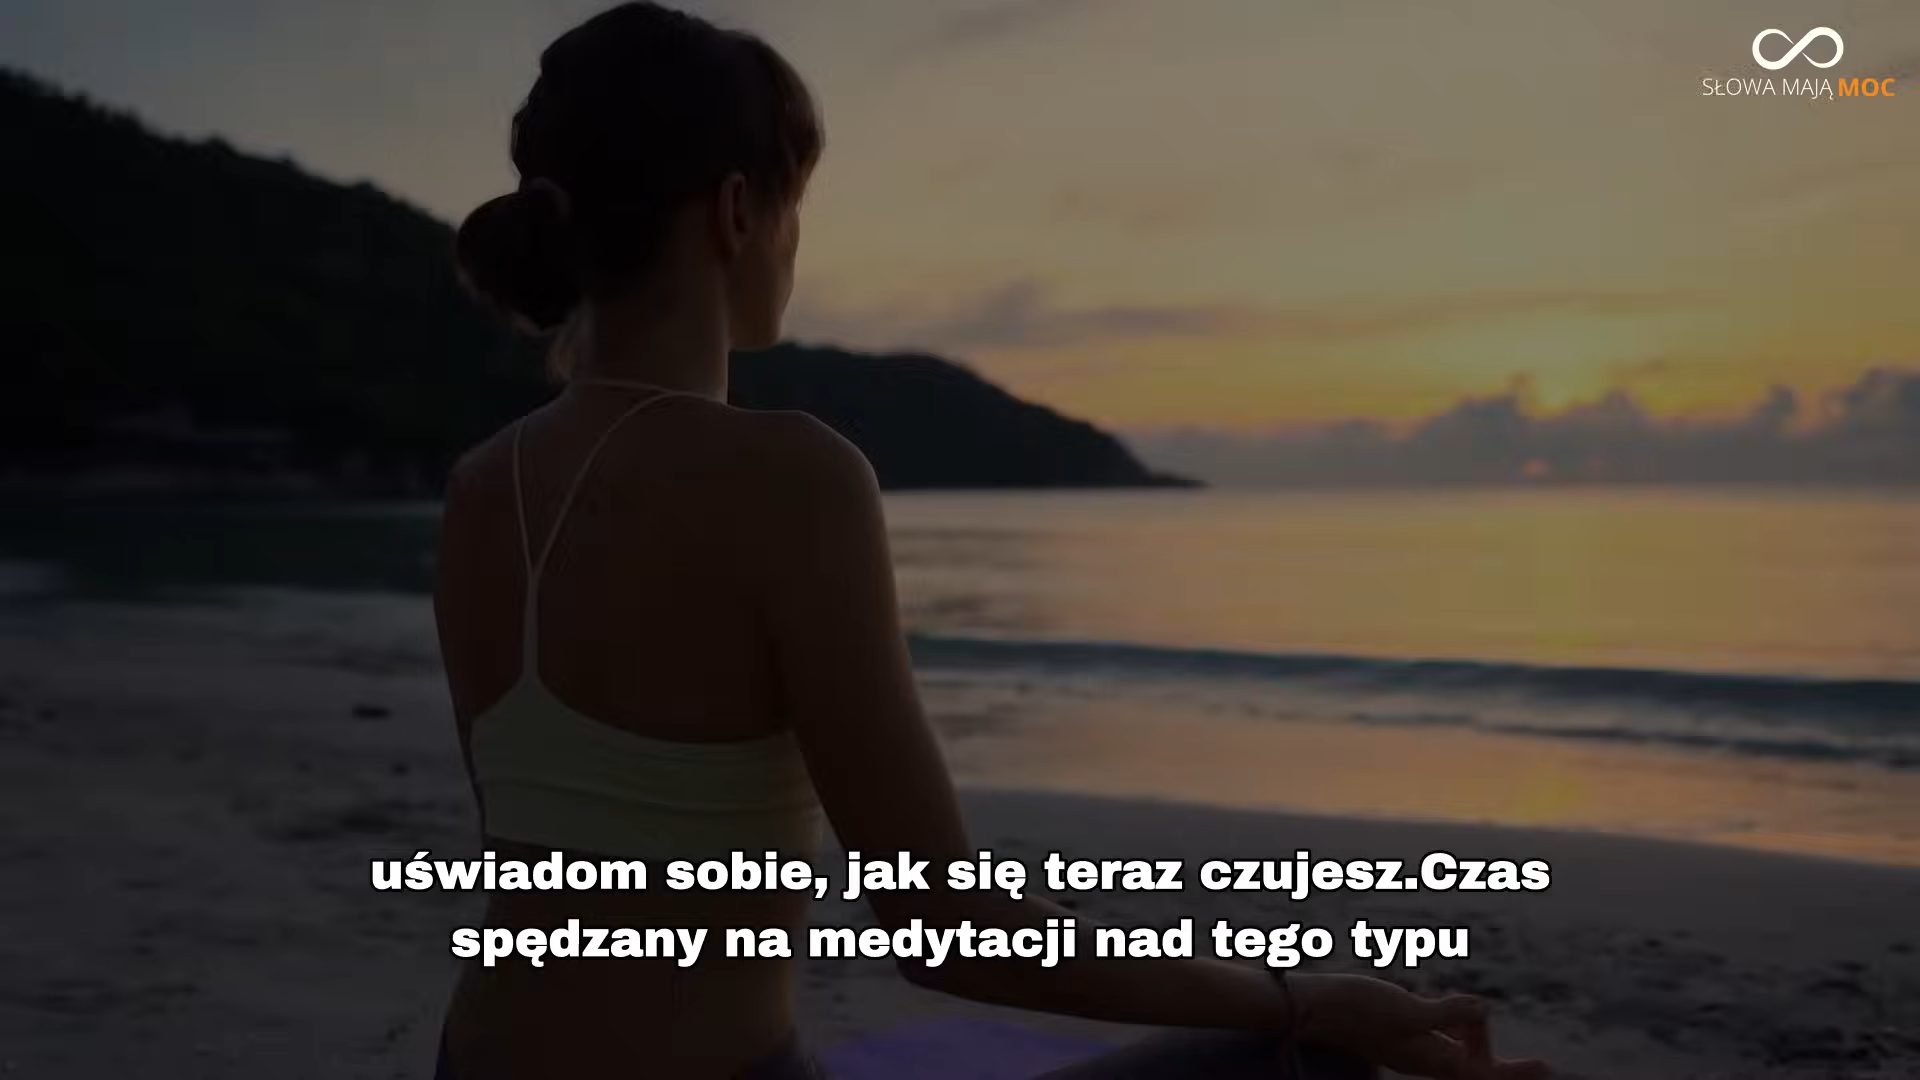 SŁOWA MAJĄ MOC
uświadom sobie, jak się teraz czujesz.Czas
spędzany na medytacji nad tego typu